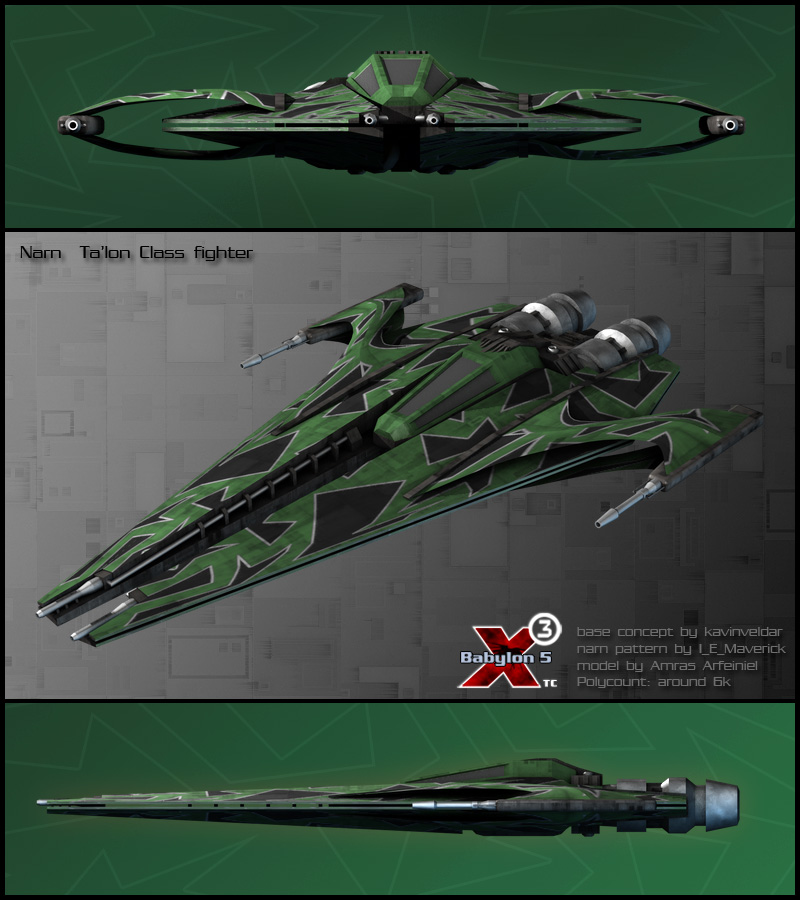 Narn Ta'lon Class fighter
X 3
Babylon 5
TC
base concept by kavinveldar
narn pattern by I_E_Maverick
model by Amras Arfeiniel
Polycount: around 6k